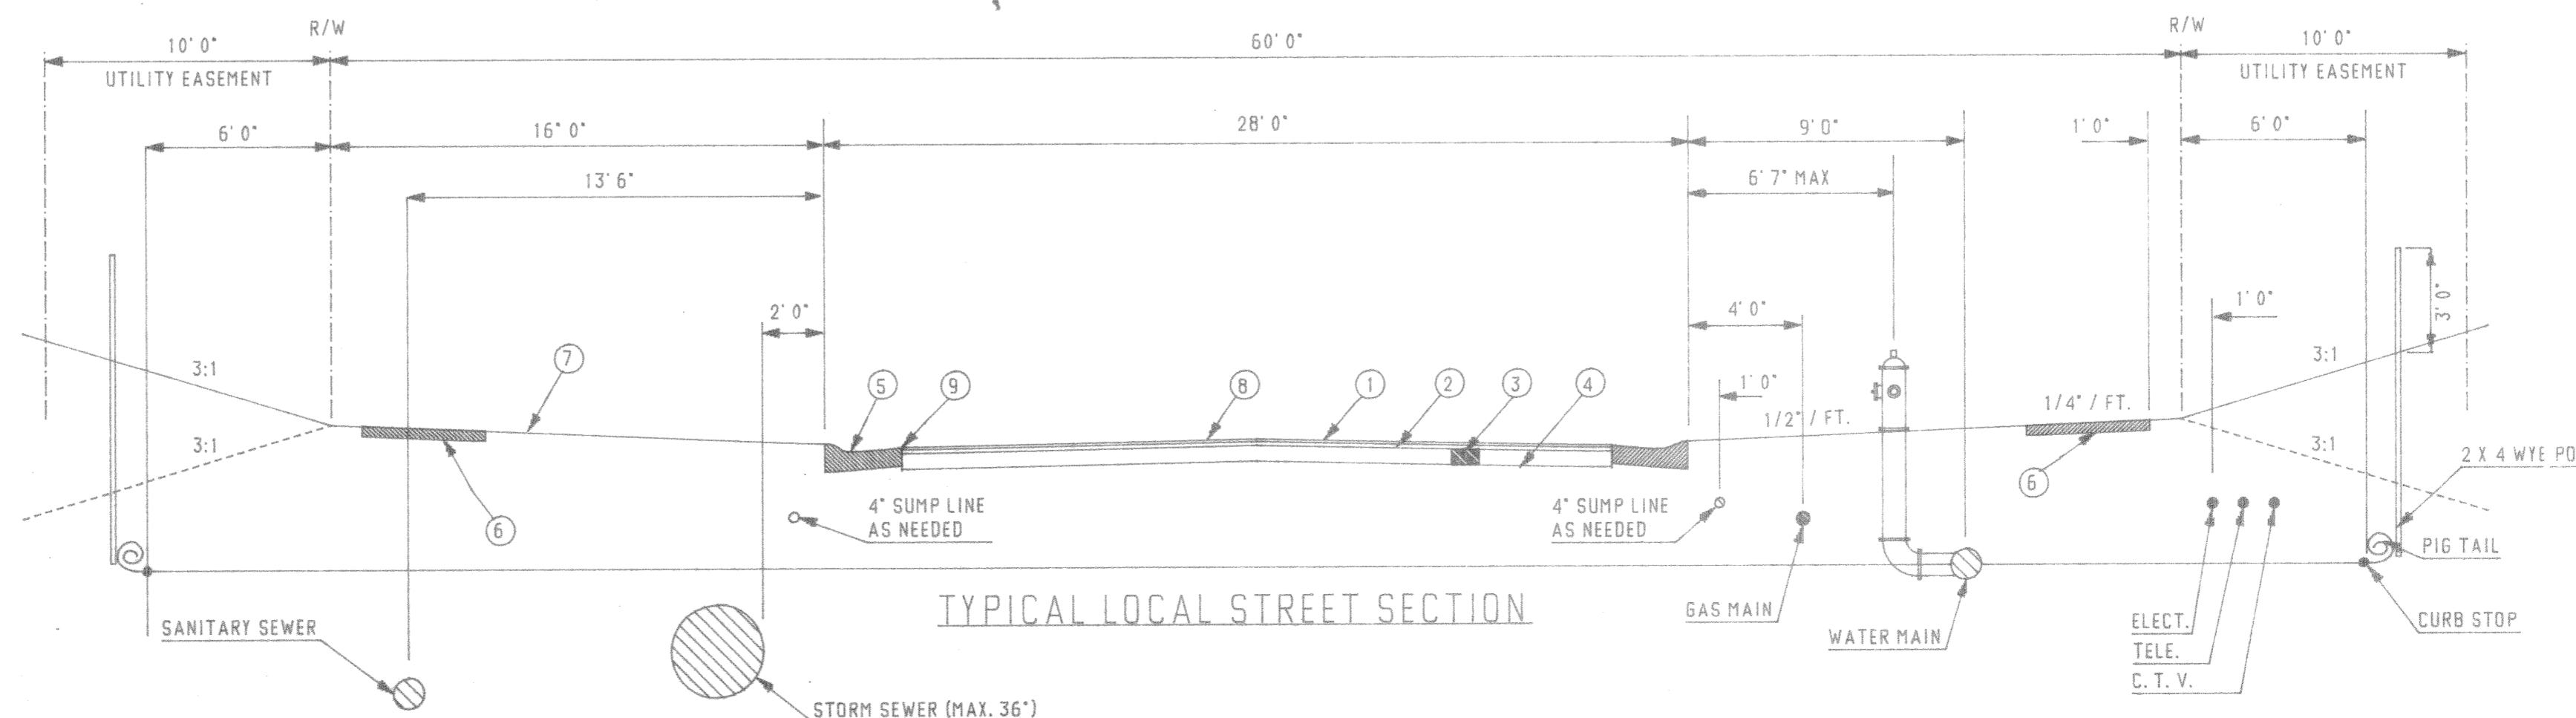 R/W
R/W
10' 0"
60' 0"
10' 0"
UTILITY EASEMENT
UTILITY EASEMENT
6' 0"
16" 0"
28' 0"
9' 0"
1' 0"
6' 0"
13' 6"
6' 7" MAX
2' 0"
4' 0"
1' 0"
3' 0"
3:1
7
5
9
8
1
2
3
4
1' 0"
1/2" / FT.
1/4" / FT.
3:1
3:1
3:1
2 X 4 WYE PO
6
6
4" SUMP LINE
AS NEEDED
4" SUMP LINE
AS NEEDED
PIG TAIL
TYPICAL LOCAL STREET SECTION
GAS MAIN
WATER MAIN
ELECT.
TELE.
C. T. V.
CURB STOP
SANITARY SEWER
STORM SEWER (MAX. 36")